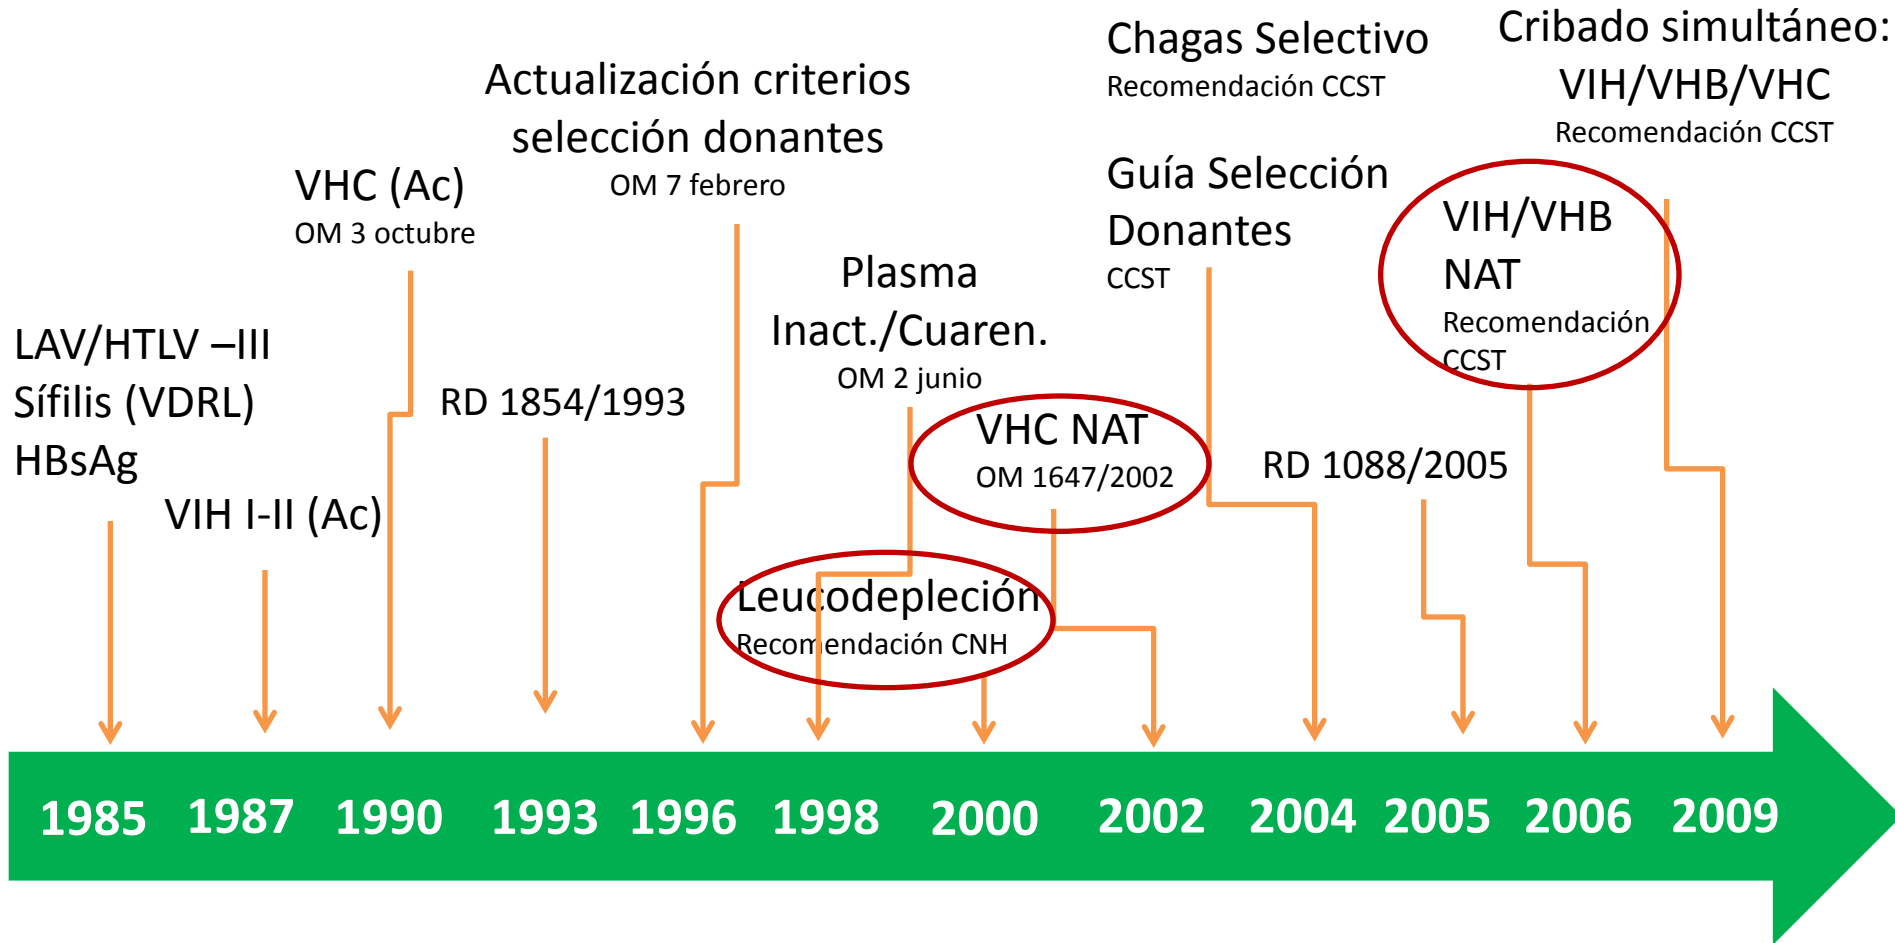 LAV/HTLV –III
Sífilis (VDRL)
HBsAg
VIH I-II (Ac)
VHC (Ac)
OM 3 octubre
RD 1854/1993
Actualización criterios
selección donantes
OM 7 febrero
Plasma
Inact./Cuaren.
OM 2 junio
Leucodepleción
Recomendación CNH
VHC NAT
OM 1647/2002
Chagas Selectivo
Recomendación CCST
Guía Selección
Donantes
CCST
RD 1088/2005
VIH/VHB
NAT
Recomendación
CCST
Cribado simultáneo:
VIH/VHB/VHC
Recomendación CCST
1985 1987 1990 1993 1996 1998 2000 2002 2004 2005 2006 2009